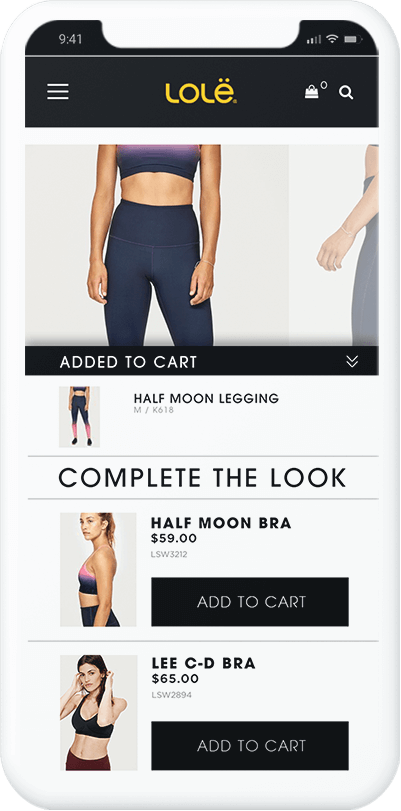 9:41
LOLË
0
ADDED TO CART
HALF MOON LEGGING
M / K618
COMPLETE THE LOOK
HALF MOON BRA
$59.00
LSW3212
ADD TO CART
LEE C-D BRA
$65.00
LSW2894
ADD TO CART